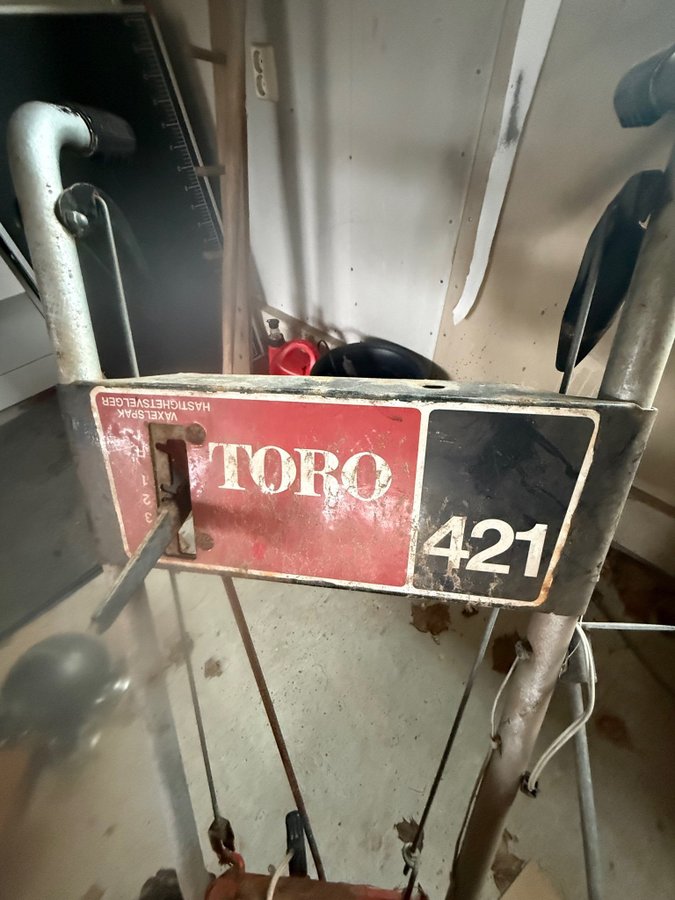 VÄXELSPAK
HASTIGHETSVELGER
1
2
3
TORO
421